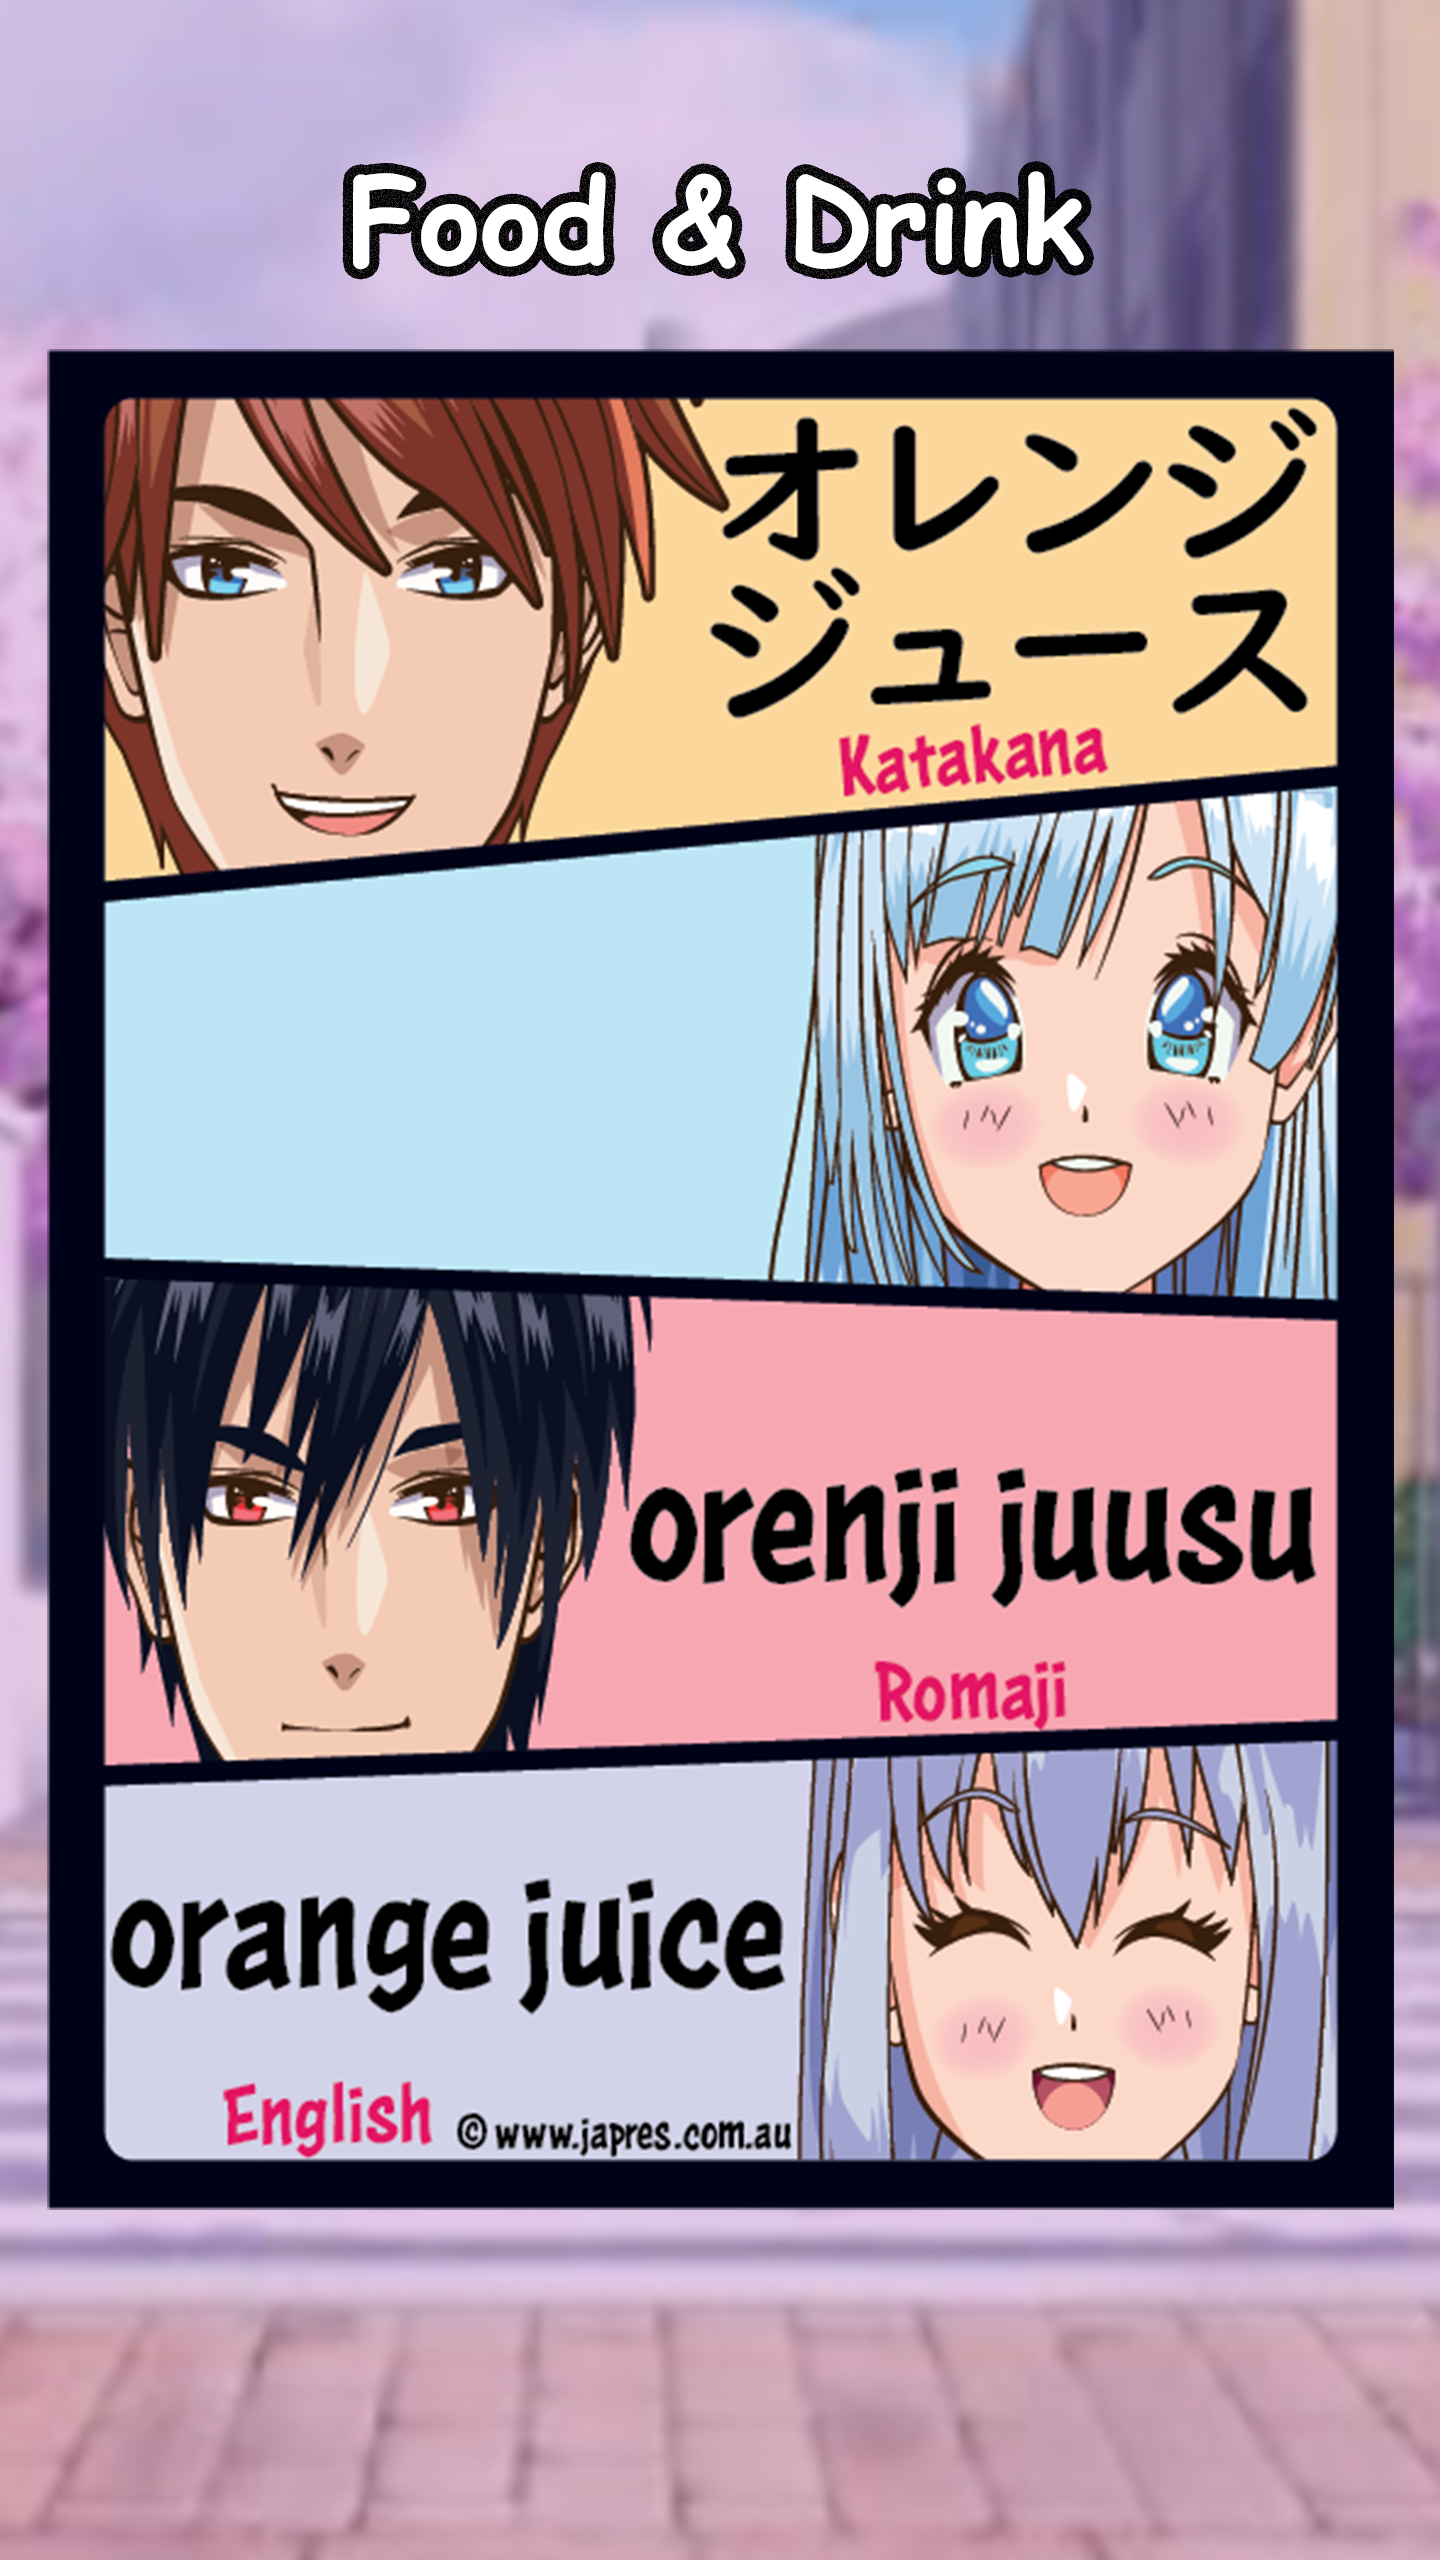 Food & Drink
オレンジ
ジュース
Katakana
orenji juusu
Romaji
orange juice
English
© www.japres.com.au